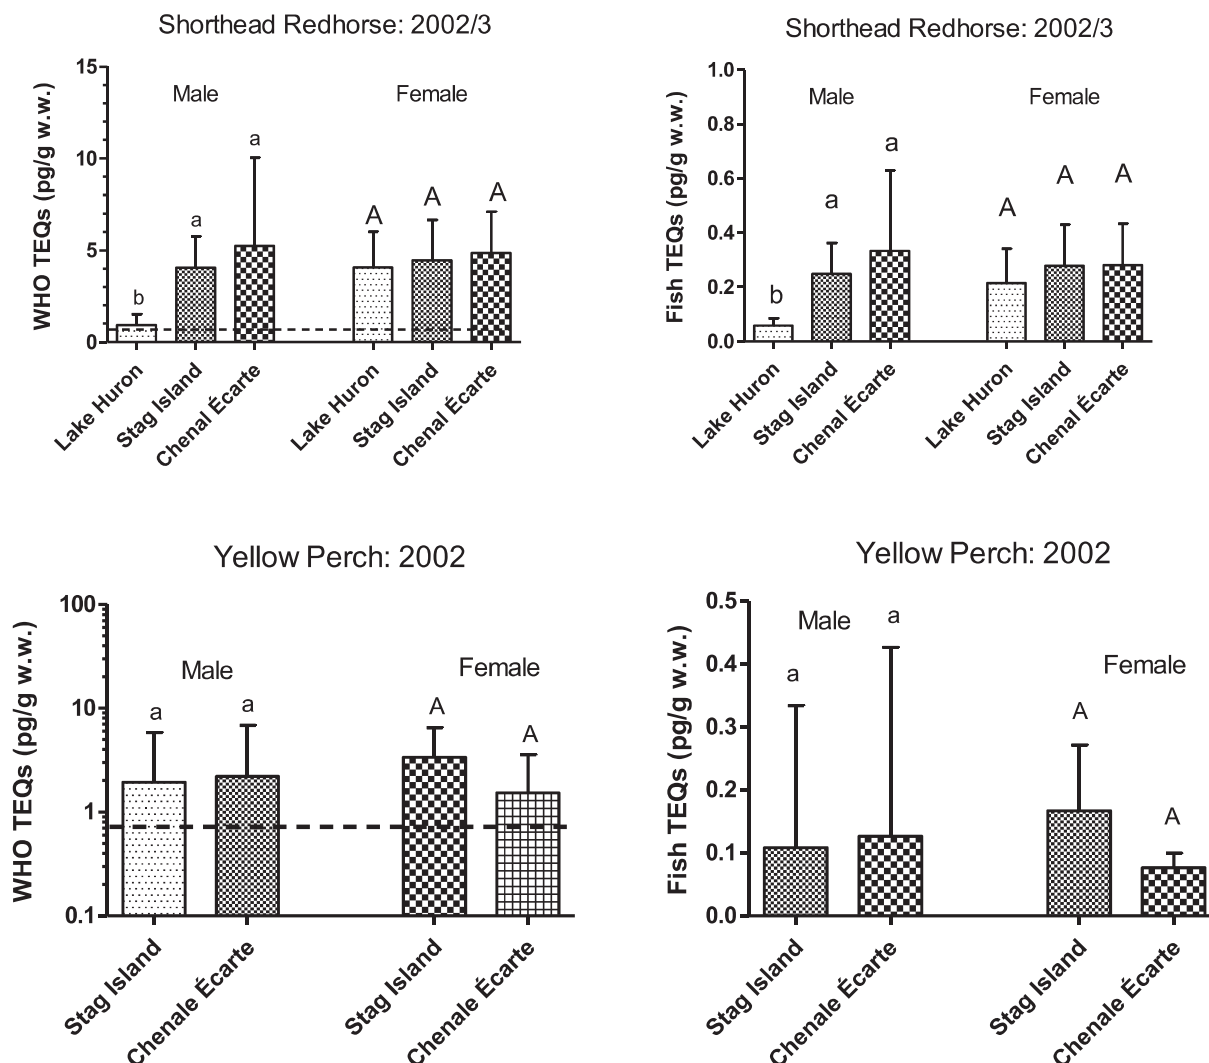 Shorthead Redhorse: 2002/3
WHO TEQs (pg/g w.w.)
15
10
5
0
Male
Female
b
a
a
A
A
A
Lake Huron
Stag Island
Chenal Écarte
Lake Huron
Stag Island
Chenal Écarte
Shorthead Redhorse: 2002/3
Fish TEQs (pg/g w.w.)
1.0
0.8
0.6
0.4
0.2
0.0
Male
Female
b
a
a
A
A
A
Lake Huron
Stag Island
Chenal Écarte
Lake Huron
Stag Island
Chenal Écarte
Yellow Perch: 2002
WHO TEQs (pg/g w.w.)
100
10
1
0.1
Male
Female
a
a
A
A
Stag Island
Chenale Écarte
Stag Island
Chenale Écarte
Yellow Perch: 2002
Fish TEQs (pg/g w.w.)
0.5
0.4
0.3
0.2
0.1
0.0
Male
Female
a
a
A
A
Stag Island
Chenale Écarte
Stag Island
Chenale Écarte